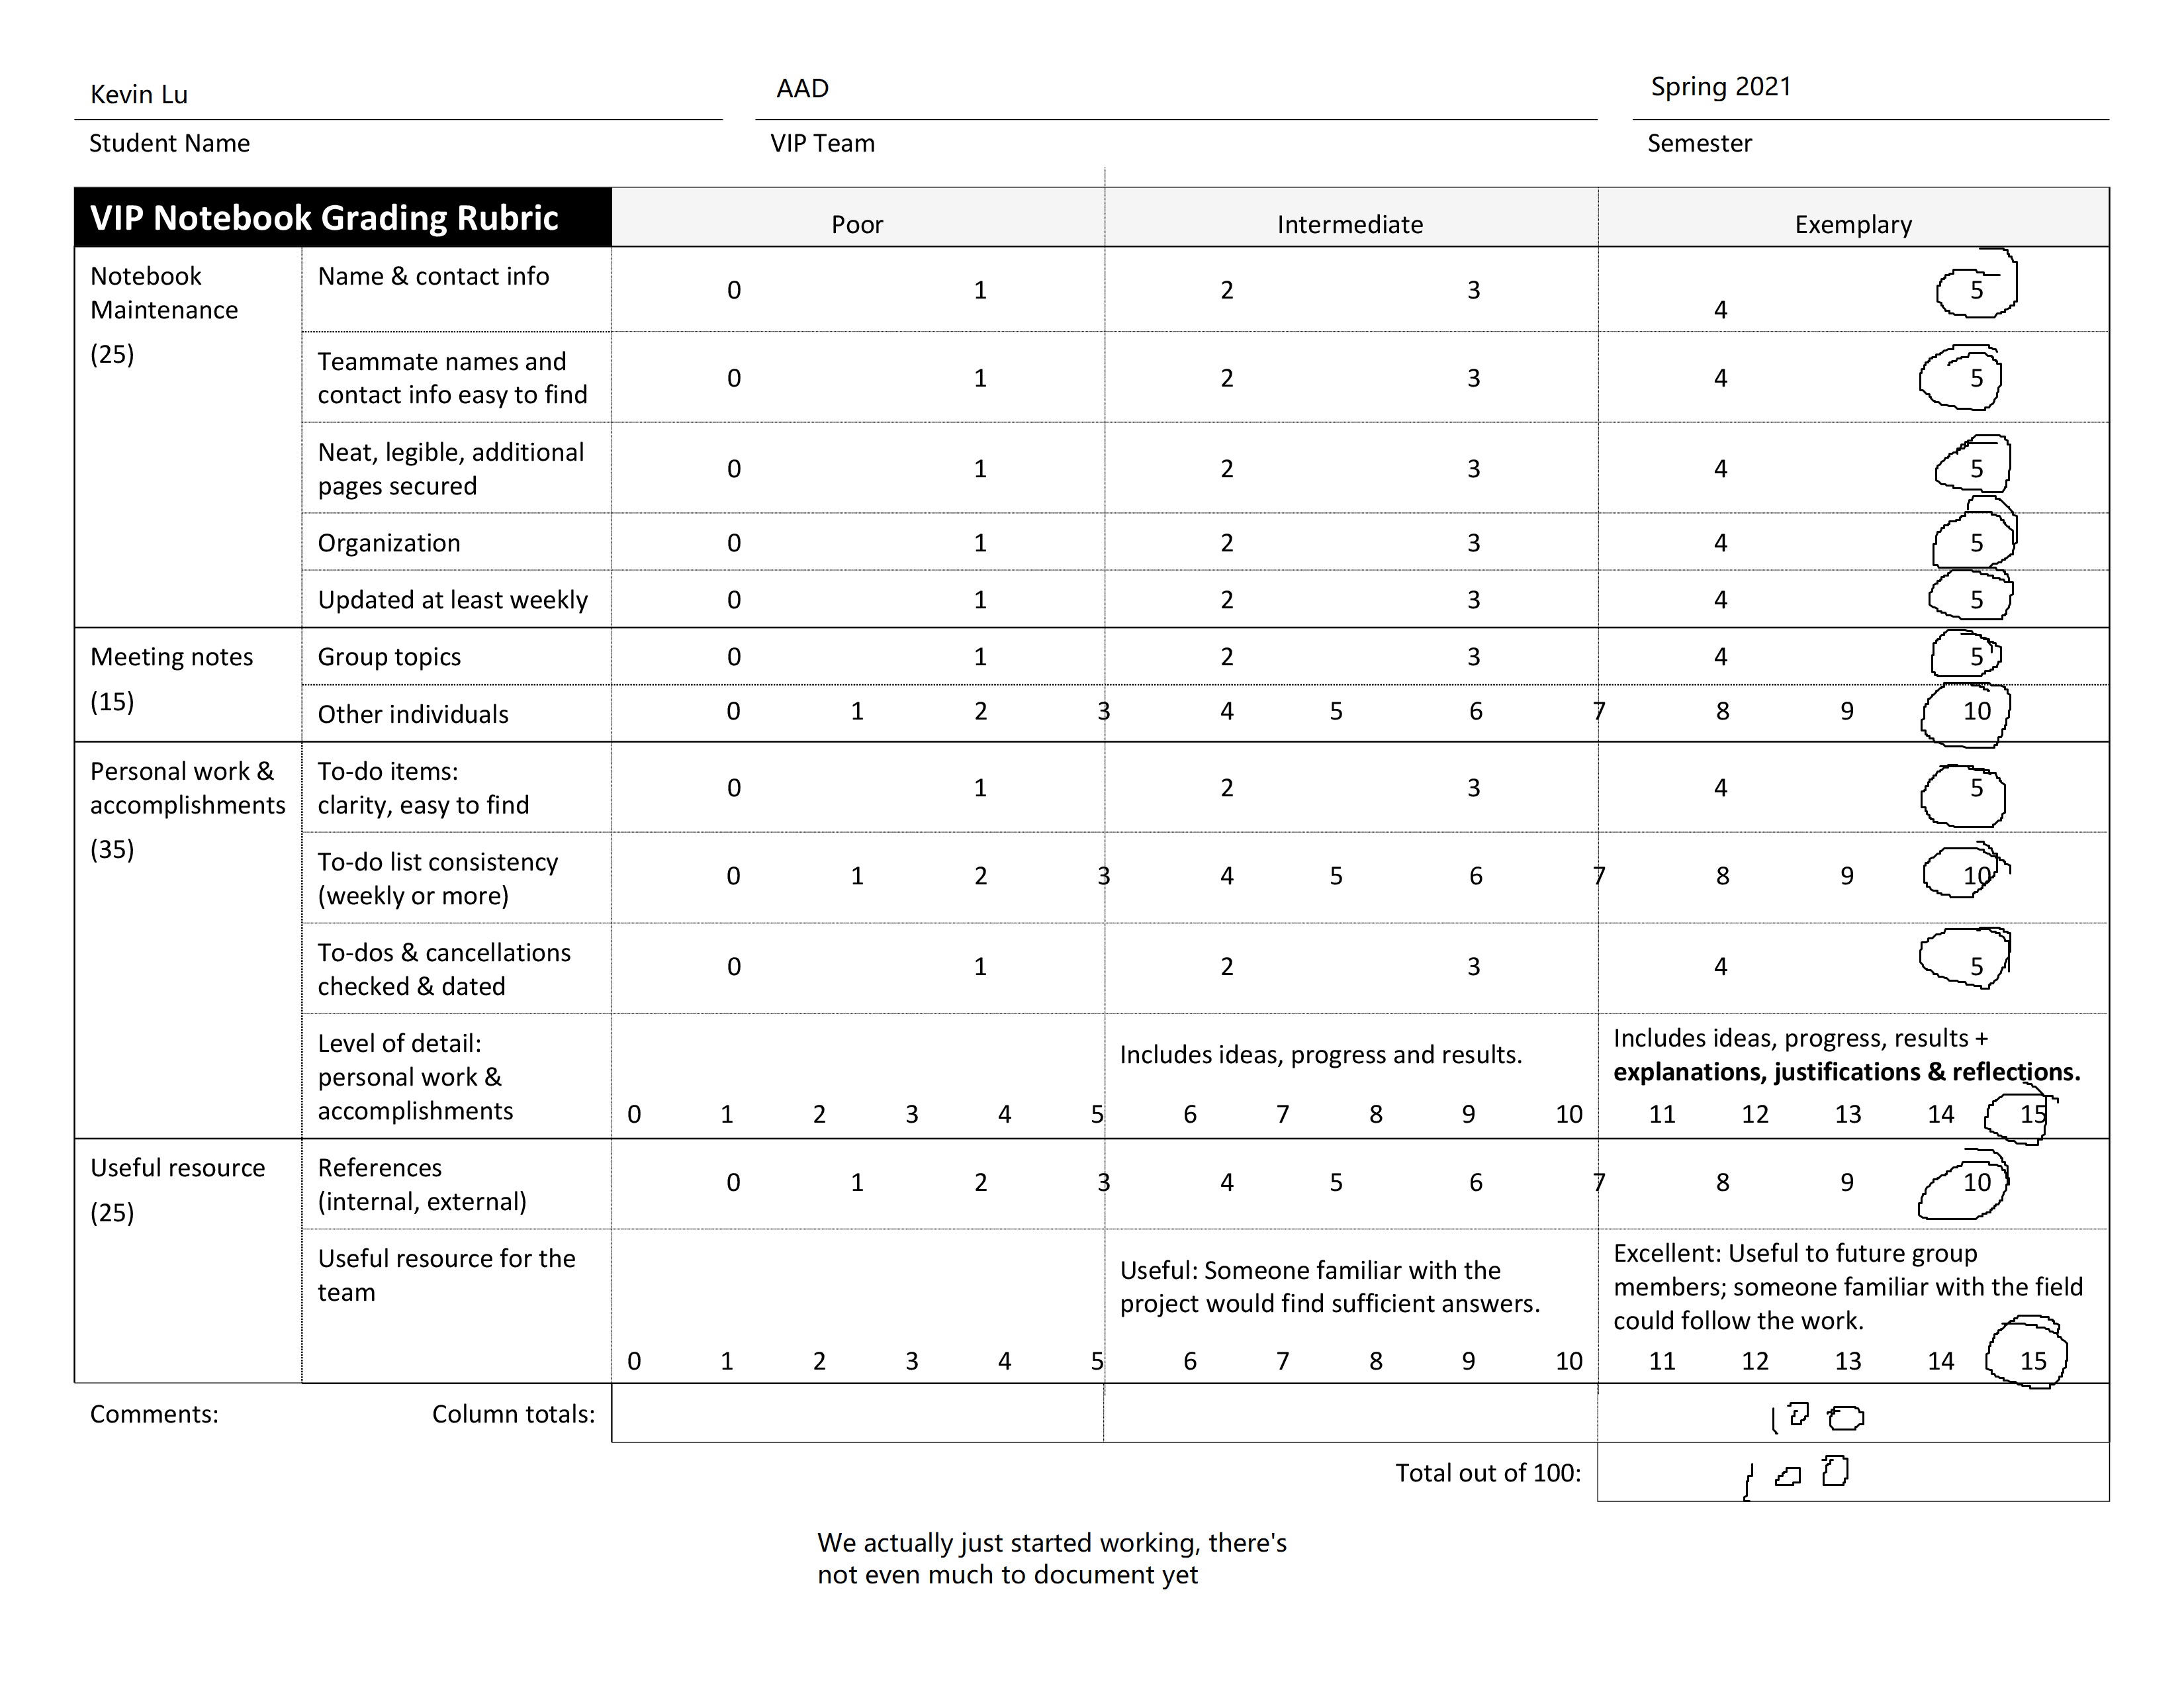 Kevin Lu AAD Spring 2021
Student Name VIP Team Semester
VIP Notebook Grading Rubric Poor Intermediate Exemplary
Notebook
Maintenance
(25)
Name & contact info 0 1 2 3 4 5
Teammate names and
contact info easy to find 0 1 2 3 4 5
Neat, legible, additional
pages secured 0 1 2 3 4 5
Organization 0 1 2 3 4 5
Updated at least weekly 0 1 2 3 4 5
Meeting notes
(15)
Group topics 0 1 2 3 4 5
Other individuals 0 1 2 3 4 5 6 7 8 9 10
Personal work &
accomplishments
(35)
To-do items:
clarity, easy to find 0 1 2 3 4 5
To-do list consistency
(weekly or more) 0 1 2 3 4 5 6 7 8 9 10
To-dos & cancellations
checked & dated 0 1 2 3 4 5
Level of detail:
personal work &
accomplishments
Includes ideas, progress and results.
Includes ideas, progress, results +
explanations, justifications & reflections.
0 1 2 3 4 5 6 7 8 9 10 11 12 13 14 15
Useful resource
(25)
References
(internal, external) 0 1 2 3 4 5 6 7 8 9 10
Useful resource for the
team
Useful: Someone familiar with the
project would find sufficient answers.
Excellent: Useful to future group
members; someone familiar with the field
could follow the work.
0 1 2 3 4 5 6 7 8 9 10 11 12 13 14 15
Comments: Column totals: 100
Total out of 100: 100
We actually just started working, there's
not even much to document yet